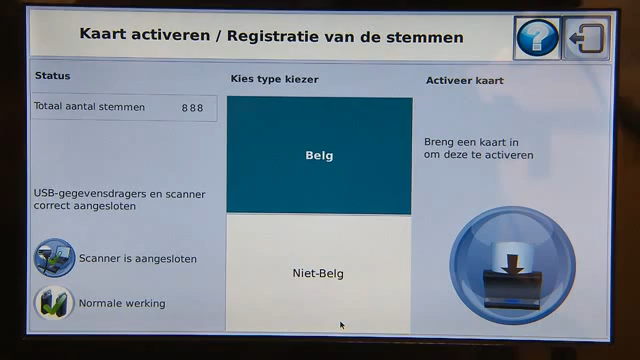 Kaart activeren / Registratie van de stemmen
Status
Totaal aantal stemmen 888
USB-gegevensdragers en scanner
correct aangesloten
Scanner is aangesloten
Normale werking
Kies type kiezer
Belg
Niet-Belg
Activeer kaart
Breng een kaart in
om deze te activeren